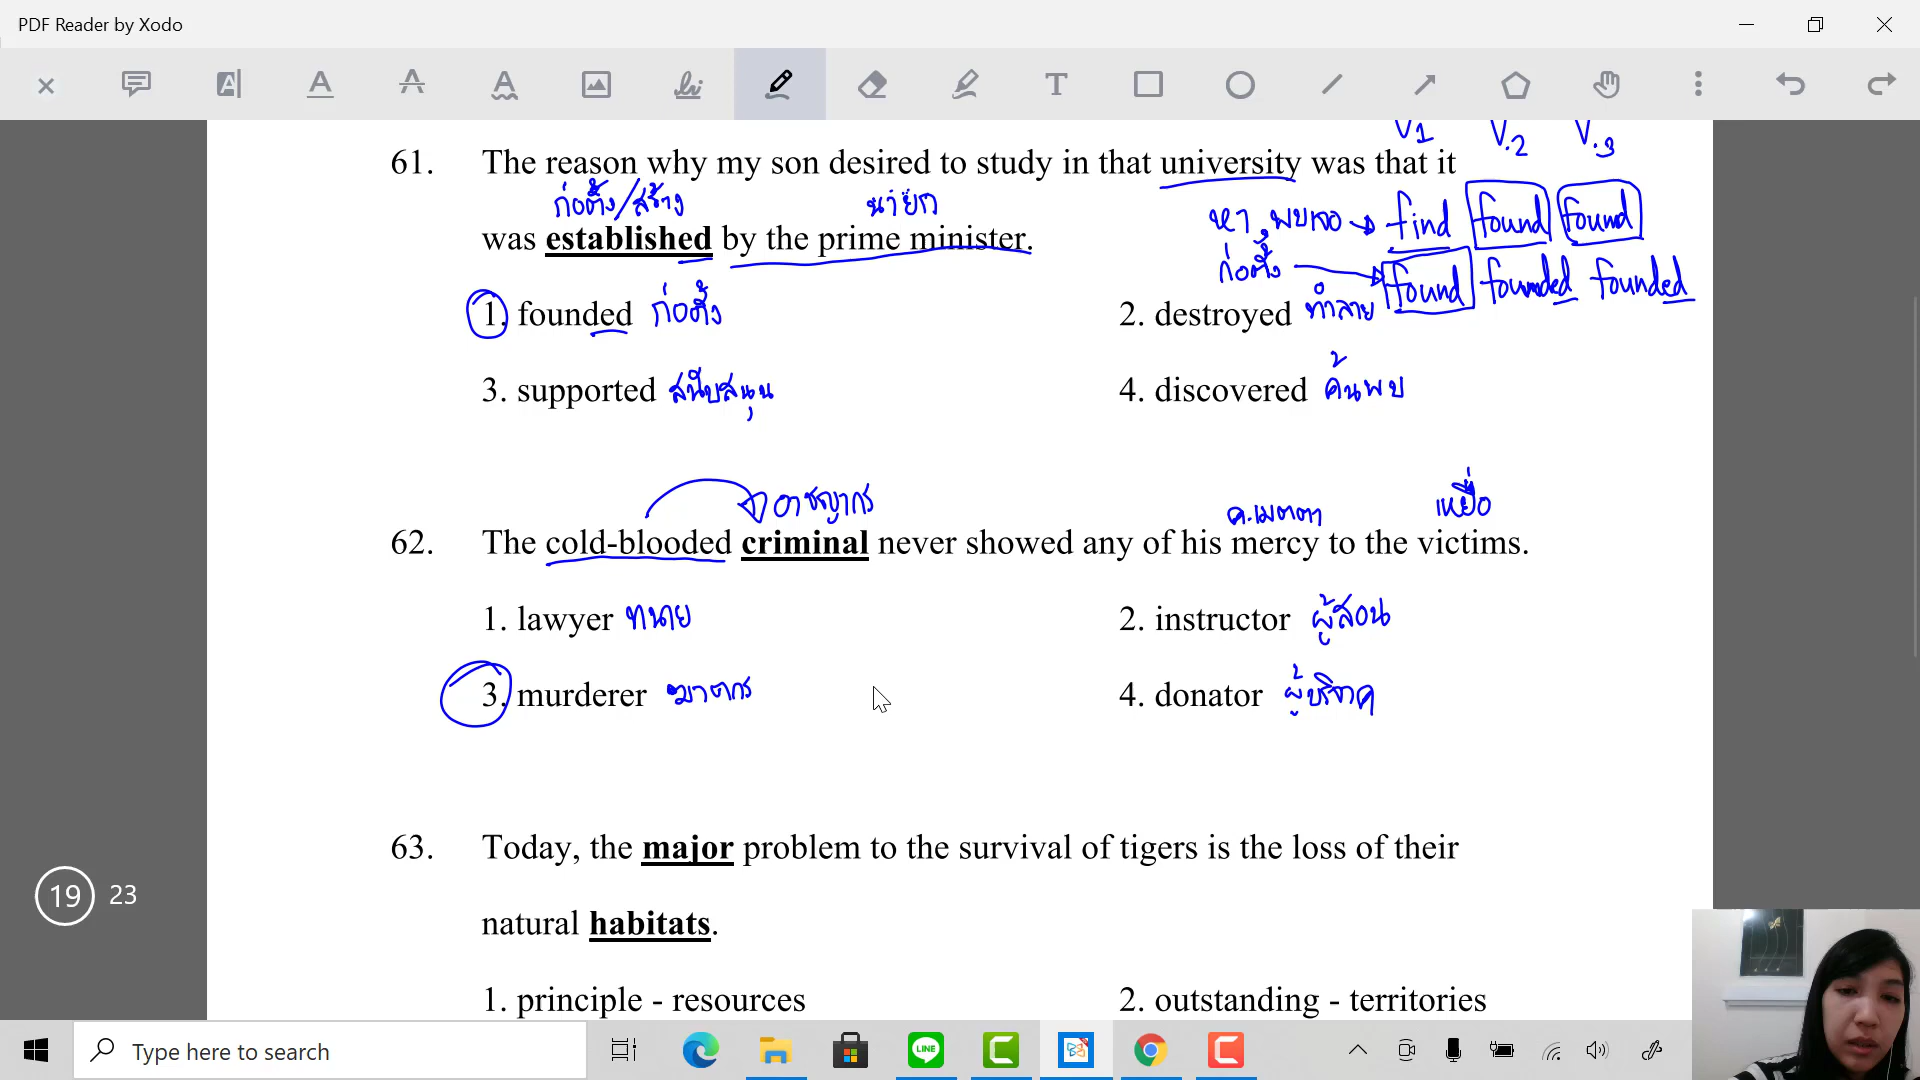 PDF Reader by Xodo
V1 V.2 V.3
61. The reason why my son desired to study in that university was that it
ก่อตั้ง/สร้าง นายก หา, พบเจอ → find found found
was established by the prime minister.
ก่อตั้ง → found founded founded
1. founded ก่อตั้ง 2. destroyed ทำลาย
3. supported สนับสนุน 4. discovered ค้นพบ
อาชญากร ค.เมตตา เหยื่อ
62. The cold-blooded criminal never showed any of his mercy to the victims.
1. lawyer ทนาย 2. instructor ผู้สอน
3. murderer ฆาตกร 4. donator ผู้บริจาค
63. Today, the major problem to the survival of tigers is the loss of their
natural habitats.
19 23
1. principle - resources 2. outstanding - territories
Type here to search
LINE